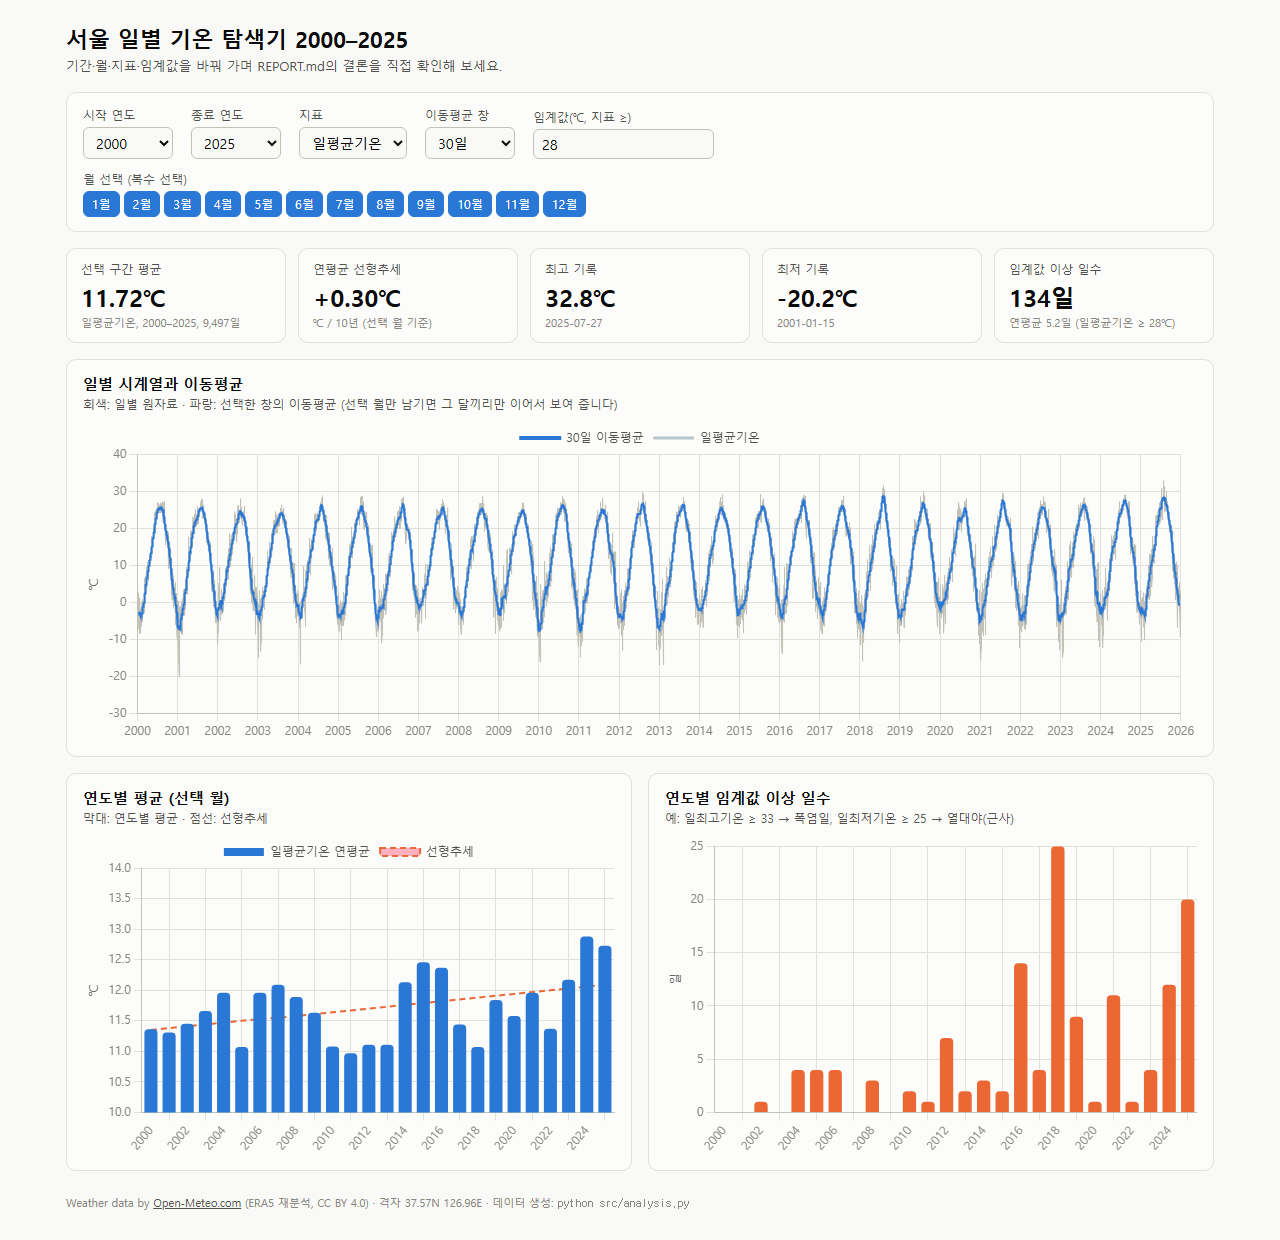 서울 일별 기온 탐색기 2000–2025
기간·월·지표·임계값을 바꿔 가며 REPORT.md의 결론을 직접 확인해 보세요.
시작 연도 종료 연도 지표 이동평균 창 임계값(℃, 지표 ≥)
2000 2025 일평균기온 30일 28
월 선택 (복수 선택)
1월 2월 3월 4월 5월 6월 7월 8월 9월 10월 11월 12월
선택 구간 평균
11.72℃
일평균기온, 2000–2025, 9,497일
연평균 선형추세
+0.30℃
℃ / 10년 (선택 월 기준)
최고 기록
32.8℃
2025-07-27
최저 기록
-20.2℃
2001-01-15
임계값 이상 일수
134일
연평균 5.2일 (일평균기온 ≥ 28℃)
일별 시계열과 이동평균
회색: 일별 원자료 · 파랑: 선택한 창의 이동평균 (선택 월만 남기면 그 달끼리만 이어서 보여 줍니다)
30일 이동평균 일평균기온
℃
40
30
20
10
0
-10
-20
-30
2000 2001 2002 2003 2004 2005 2006 2007 2008 2009 2010 2011 2012 2013 2014 2015 2016 2017 2018 2019 2020 2021 2022 2023 2024 2025 2026
연도별 평균 (선택 월)
막대: 연도별 평균 · 점선: 선형추세
일평균기온 연평균 선형추세
℃
14.0
13.5
13.0
12.5
12.0
11.5
11.0
10.5
10.0
2000 2002 2004 2006 2008 2010 2012 2014 2016 2018 2020 2022 2024
연도별 임계값 이상 일수
예: 일최고기온 ≥ 33 → 폭염일, 일최저기온 ≥ 25 → 열대야(근사)
일
25
20
15
10
5
0
2000 2002 2004 2006 2008 2010 2012 2014 2016 2018 2020 2022 2024
Weather data by Open-Meteo.com (ERA5 재분석, CC BY 4.0) · 격자 37.57N 126.96E · 데이터 생성: python src/analysis.py